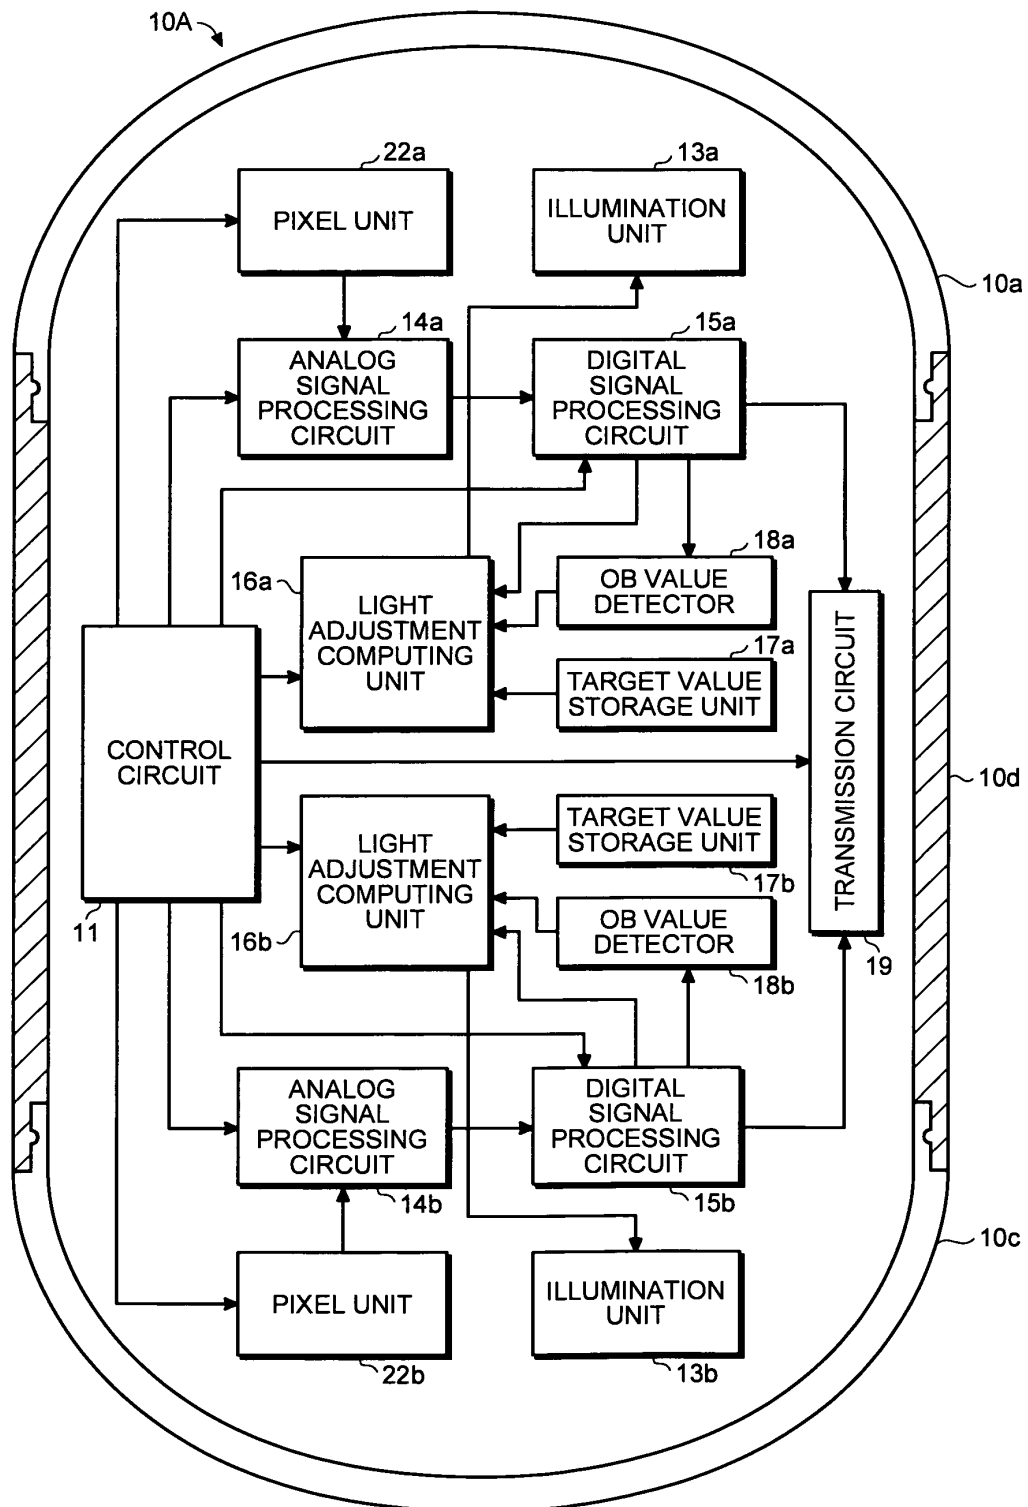 10A
22a
13a
PIXEL UNIT
ILLUMINATION
UNIT
10a
14a
15a
ANALOG
SIGNAL
PROCESSING
CIRCUIT
DIGITAL
SIGNAL
PROCESSING
CIRCUIT
18a
16a
OB VALUE
DETECTOR
LIGHT
ADJUSTMENT
COMPUTING
UNIT
17a
TARGET VALUE
STORAGE UNIT
CONTROL
CIRCUIT
TRANSMISSION CIRCUIT
10d
TARGET VALUE
STORAGE UNIT
17b
LIGHT
ADJUSTMENT
COMPUTING
UNIT
11
16b
OB VALUE
DETECTOR
18b
19
ANALOG
SIGNAL
PROCESSING
CIRCUIT
DIGITAL
SIGNAL
PROCESSING
CIRCUIT
14b
15b
10c
PIXEL UNIT
ILLUMINATION
UNIT
22b
13b